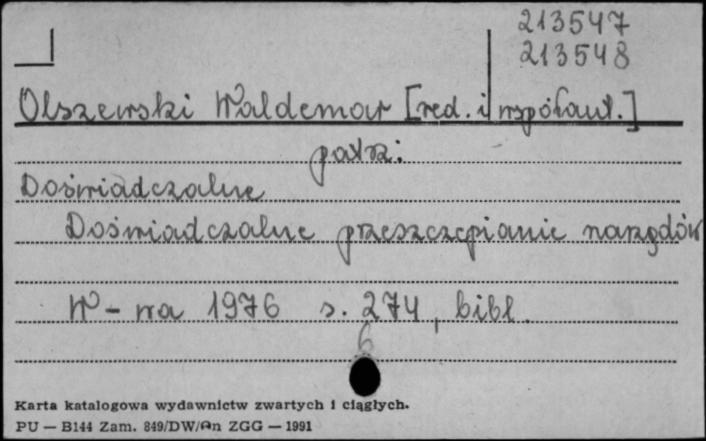 213547
213548
Olszewski Waldemar [red. i współaut.]
patrz:
Doświadczalne
Doświadczalne przeszczepianie narządów
W-wa 1976 s. 274, bibl.
6
Karta katalogowa wydawnictw zwartych i ciągłych.
PU — B144 Zam. 849/DW/An ZGG — 1991